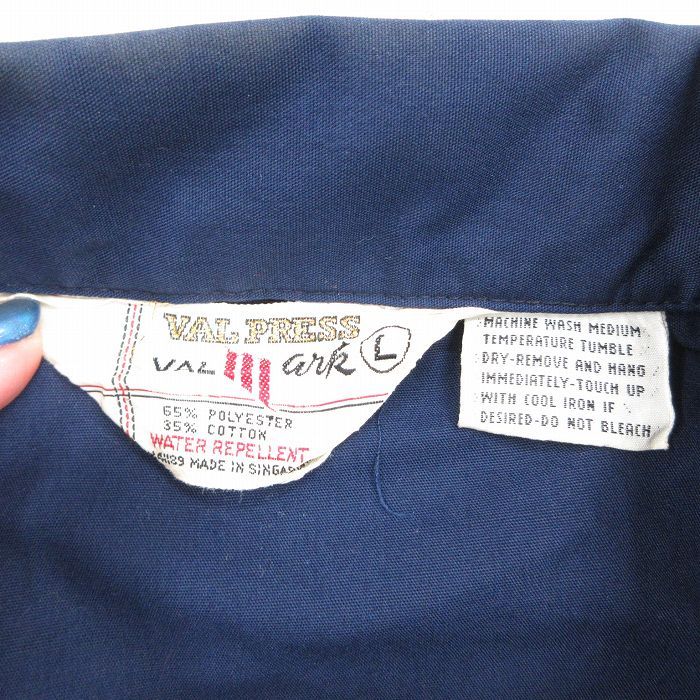 VAL PRESS
VAL Mark L
65% POLYESTER
35% COTTON
WATER REPELLENT
MADE IN
MACHINE WASH MEDIUM
TEMPERATURE TUMBLE
DRY-REMOVE AND HANG
IMMEDIATELY-TOUCH UP
WITH COOL IRON IF
DESIRED-DO NOT BLEACH